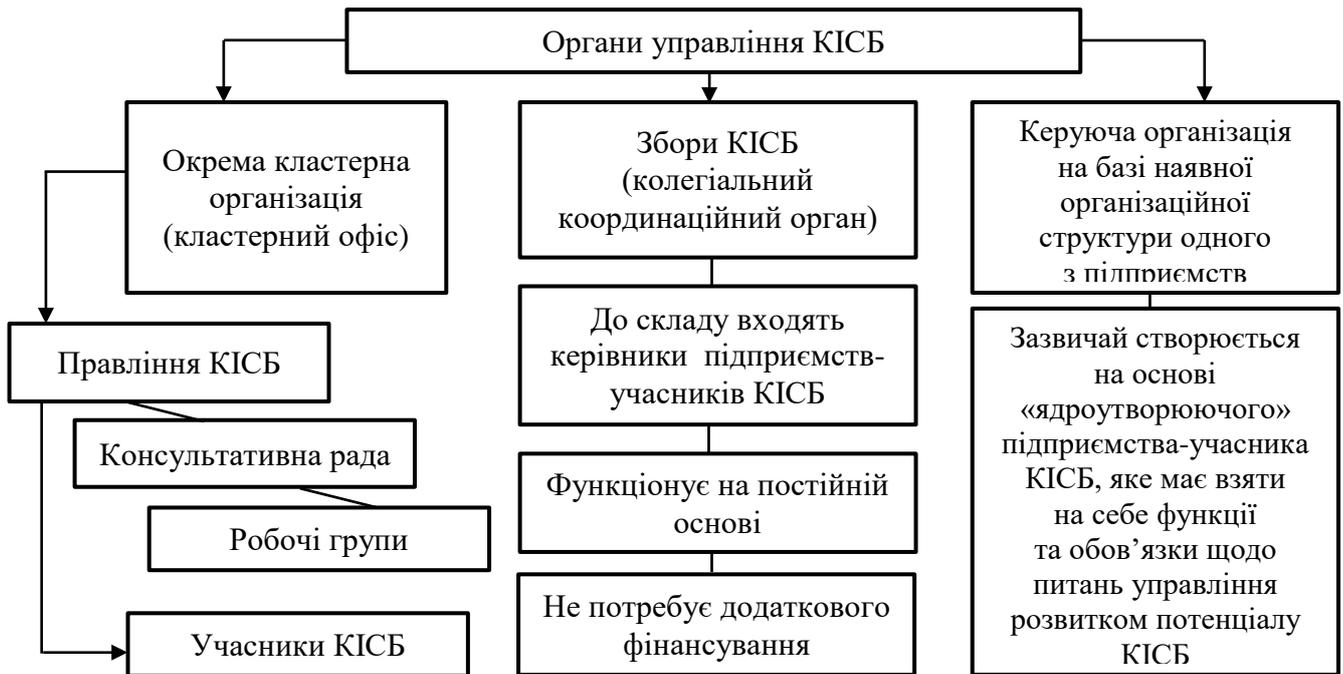 Органи управління КІСБ
Окрема кластерна
організація
(кластерний офіс)
Правління КІСБ
Консультативна рада
Робочі групи
Учасники КІСБ
Збори КІСБ
(колегіальний
координаційний орган)
До складу входять
керівники підприємств-
учасників КІСБ
Функціонує на постійній
основі
Не потребує додаткового
фінансування
Керуюча організація
на базі наявної
організаційної
структури одного
з підприємств
Зазвичай створюється
на основі
«ядроутворюючого»
підприємства-учасника
КІСБ, яке має взяти
на себе функції
та обов’язки щодо
питань управління
розвитком потенціалу
КІСБ